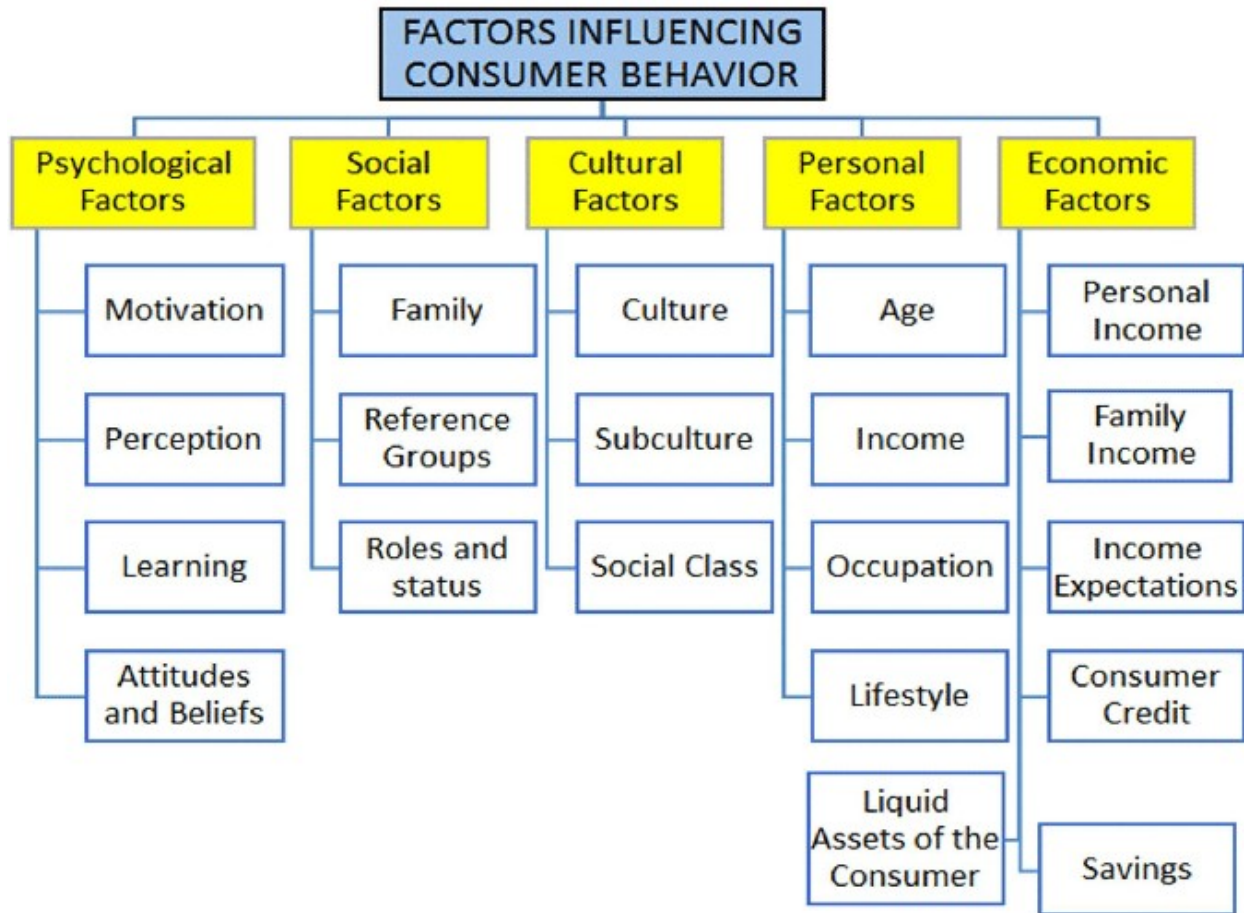 FACTORS INFLUENCING
CONSUMER BEHAVIOR
Psychological
Factors
Motivation
Perception
Learning
Attitudes
and Beliefs
Social
Factors
Family
Reference
Groups
Roles and
status
Cultural
Factors
Culture
Subculture
Social Class
Personal
Factors
Age
Income
Occupation
Lifestyle
Economic
Factors
Personal
Income
Family
Income
Income
Expectations
Consumer
Credit
Liquid
Assets of the
Consumer
Savings